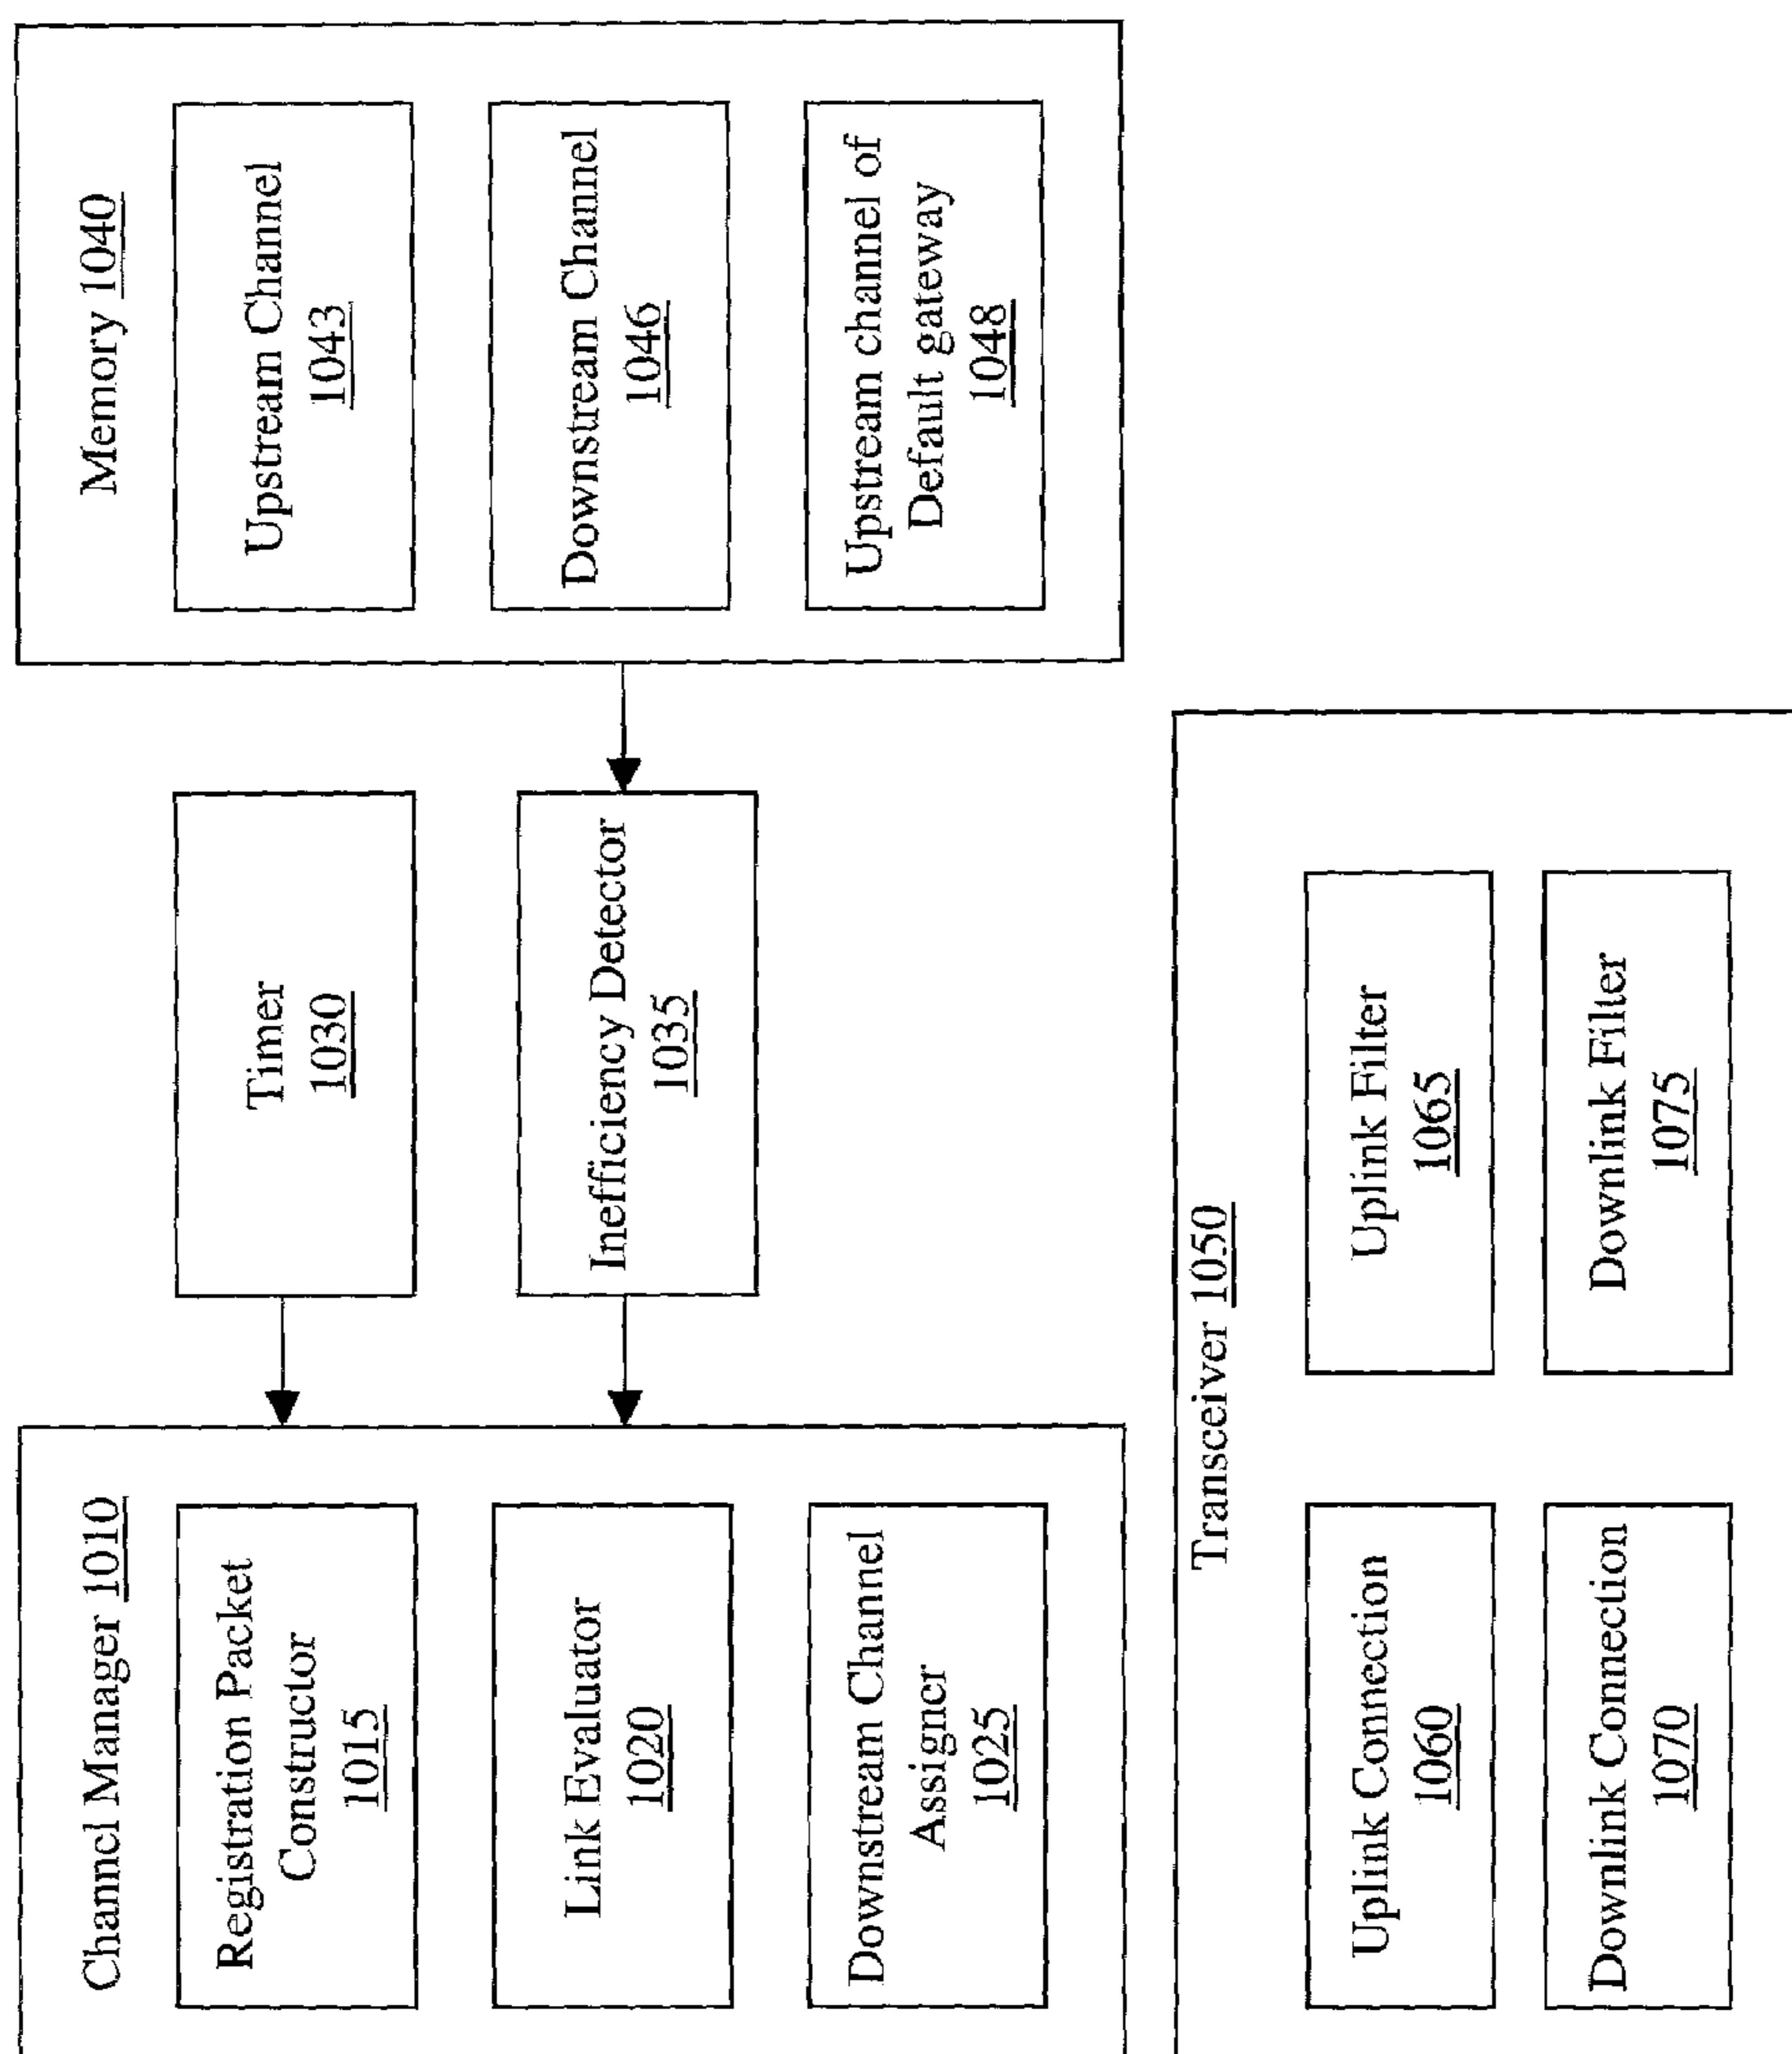 Channel Manager 1010
Registration Packet
Constructor
1015
Link Evaluator
1020
Downstream Channel
Assigner
1025
Timer
1030
Inefficiency Detector
1035
Memory 1040
Upstream Channel
1043
Downstream Channel
1046
Upstream channel of
Default gateway
1048
Transceiver 1050
Uplink Connection
1060
Uplink Filter
1065
Downlink Connection
1070
Downlink Filter
1075